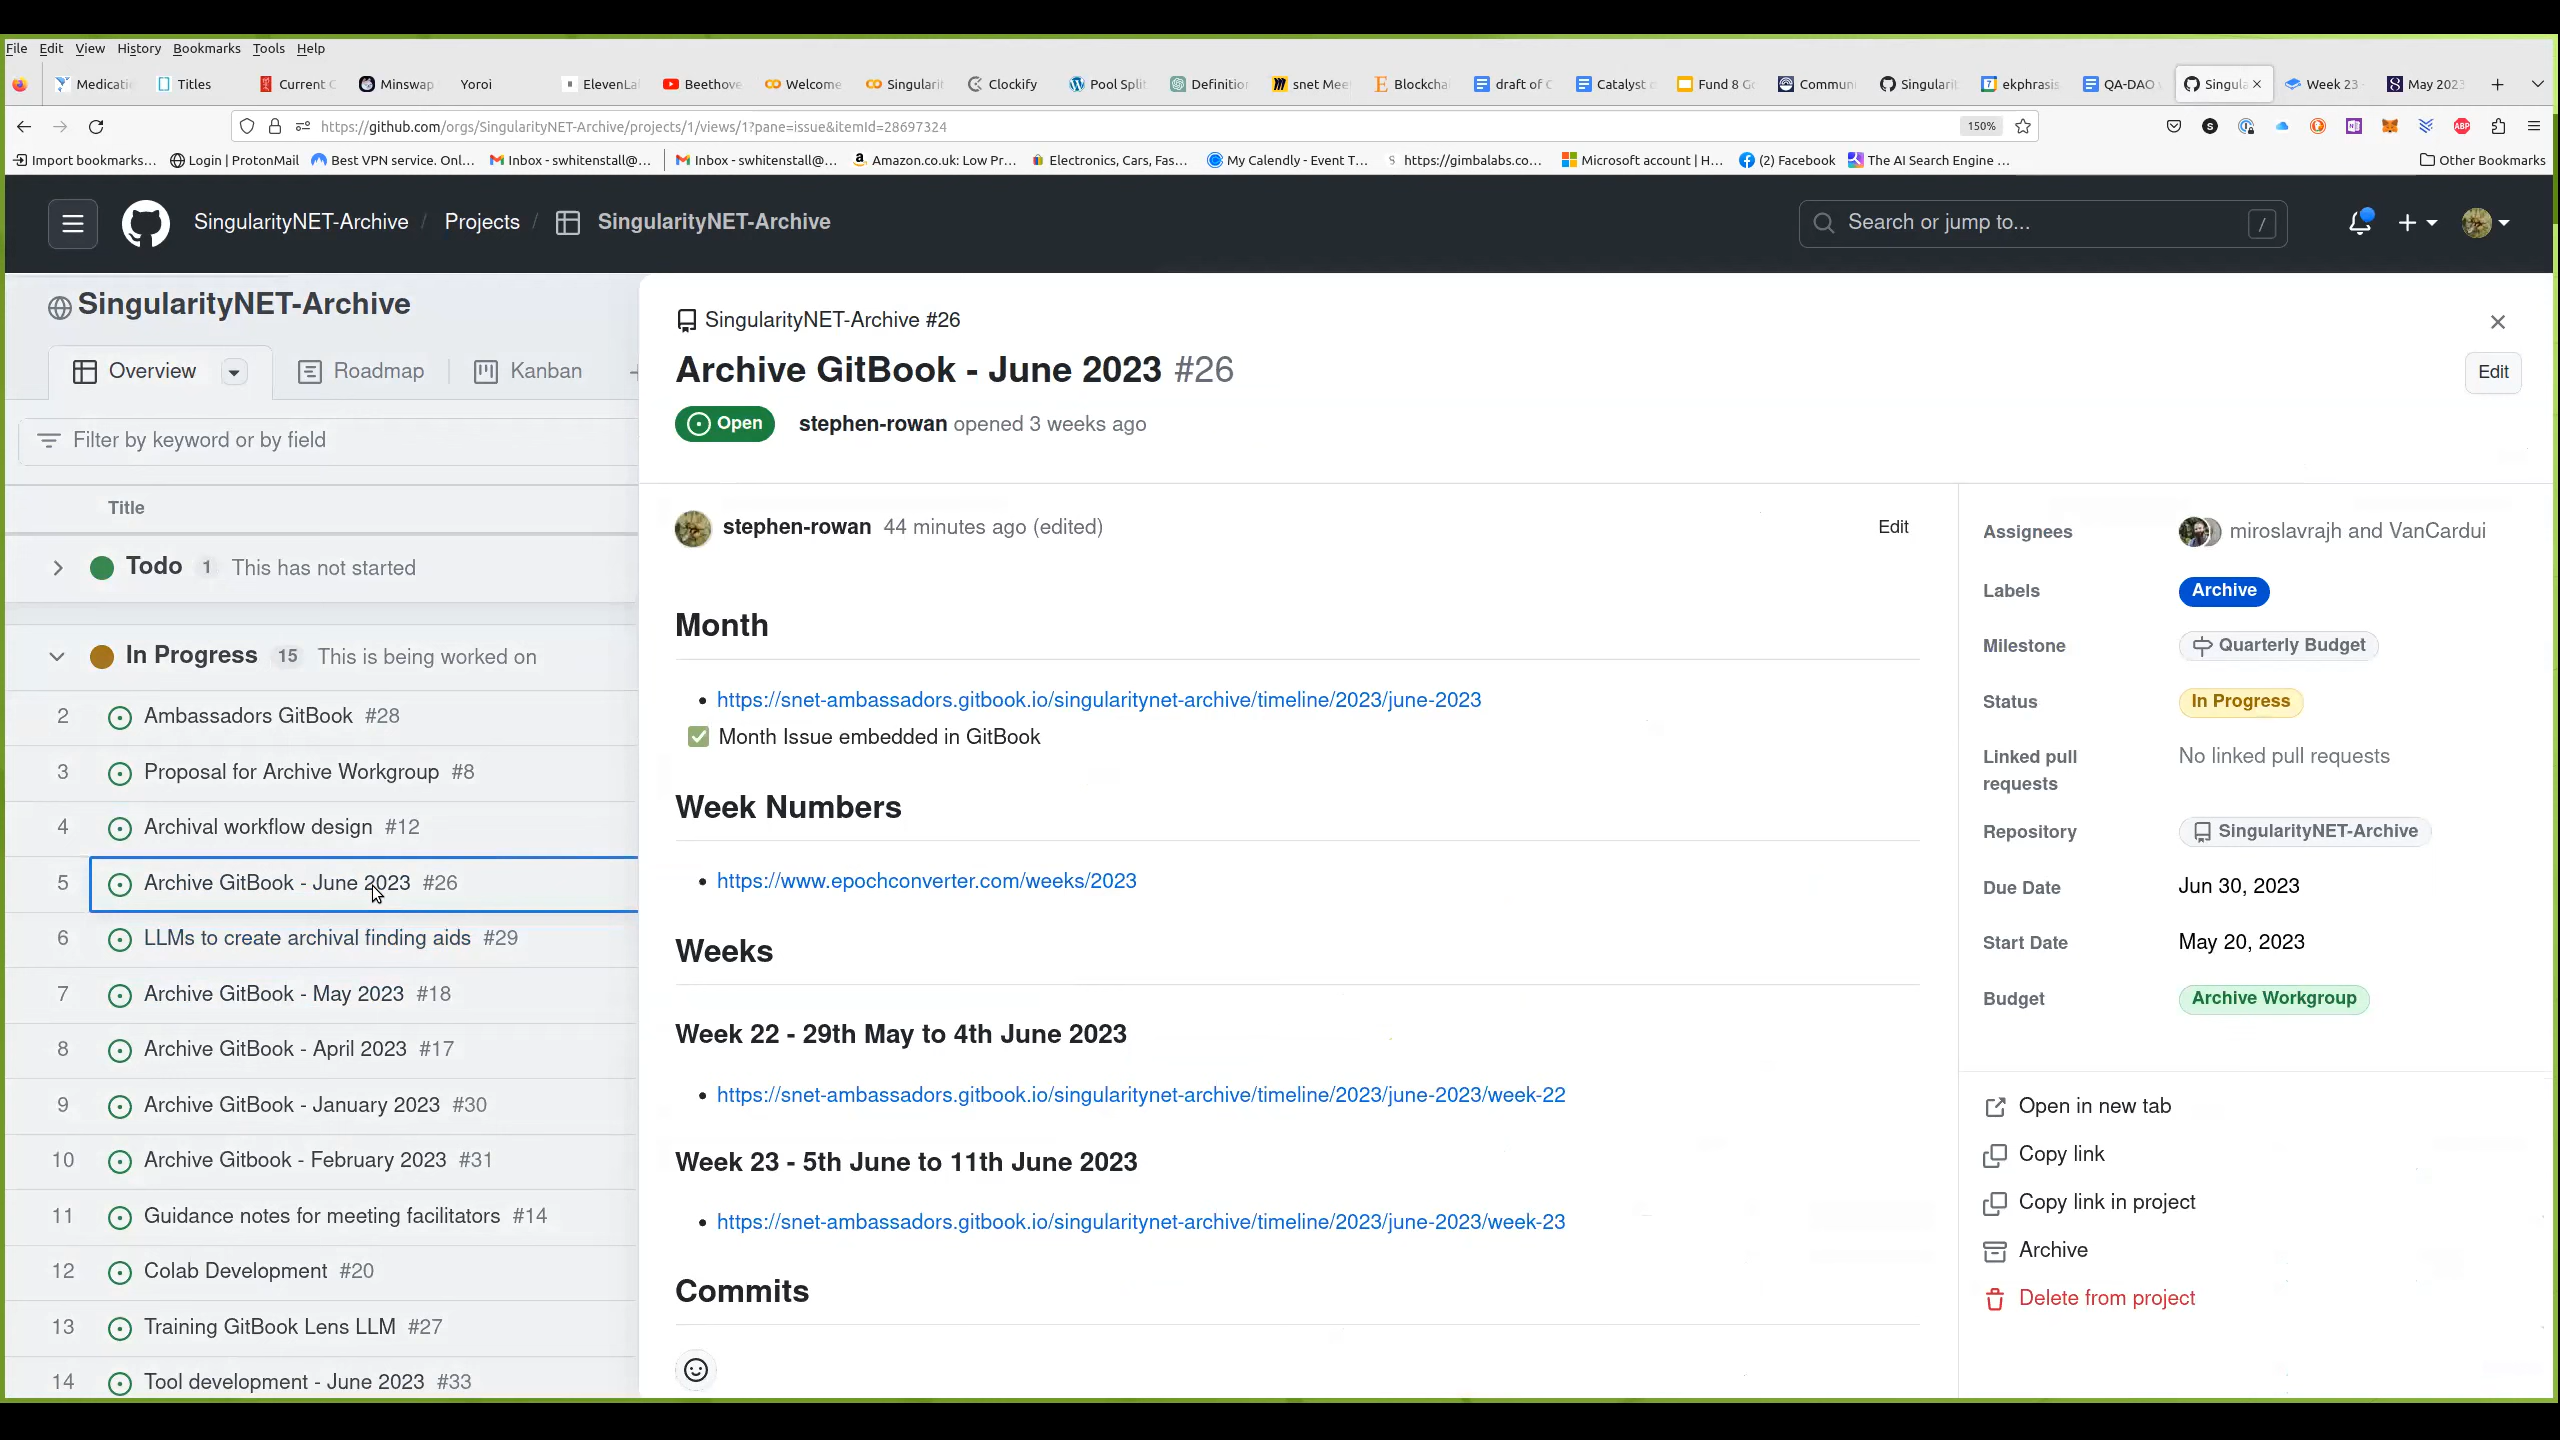 File Edit View History Bookmarks Tools Help
Medicati Titles Current C Minswap Yoroi ElevenLa Beethove Welcome Singularit Clockify Pool Spli Definitio snet Mee Blockcha draft of C Catalyst Fund 8 G Commun Singulari ekphrasis QA-DAO Singula Week 23 May 2023
https://github.com/orgs/SingularityNET-Archive/projects/1/views/1?pane=issue&itemId=28697324 150% ABP
Import bookmarks... Login | ProtonMail Best VPN service. Onl... Inbox - swhitenstall@... Inbox - swhitenstall@... Amazon.co.uk: Low Pr... Electronics, Cars, Fas... My Calendly - Event T... https://gimbalabs.co... Microsoft account | H... (2) Facebook The AI Search Engine ... Other Bookmarks
SingularityNET-Archive / Projects / SingularityNET-Archive Search or jump to... /
SingularityNET-Archive
Overview Roadmap Kanban
Filter by keyword or by field
Title
Todo 1 This has not started
In Progress 15 This is being worked on
2 Ambassadors GitBook #28
3 Proposal for Archive Workgroup #8
4 Archival workflow design #12
5 Archive GitBook - June 2023 #26
6 LLMs to create archival finding aids #29
7 Archive GitBook - May 2023 #18
8 Archive GitBook - April 2023 #17
9 Archive GitBook - January 2023 #30
10 Archive Gitbook - February 2023 #31
11 Guidance notes for meeting facilitators #14
12 Colab Development #20
13 Training GitBook Lens LLM #27
14 Tool development - June 2023 #33
SingularityNET-Archive #26
Archive GitBook - June 2023 #26
Edit
Open stephen-rowan opened 3 weeks ago
stephen-rowan 44 minutes ago (edited) Edit
Month
https://snet-ambassadors.gitbook.io/singularitynet-archive/timeline/2023/june-2023
Month Issue embedded in GitBook
Week Numbers
https://www.epochconverter.com/weeks/2023
Weeks
Week 22 - 29th May to 4th June 2023
https://snet-ambassadors.gitbook.io/singularitynet-archive/timeline/2023/june-2023/week-22
Week 23 - 5th June to 11th June 2023
https://snet-ambassadors.gitbook.io/singularitynet-archive/timeline/2023/june-2023/week-23
Commits
Assignees miroslavrajh and VanCardui
Labels Archive
Milestone Quarterly Budget
Status In Progress
Linked pull requests No linked pull requests
Repository SingularityNET-Archive
Due Date Jun 30, 2023
Start Date May 20, 2023
Budget Archive Workgroup
Open in new tab
Copy link
Copy link in project
Archive
Delete from project